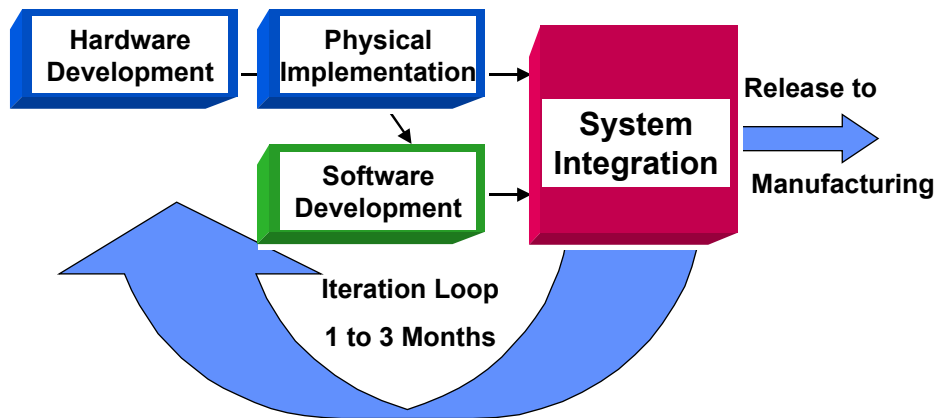 Hardware
Development
Physical
Implementation
Software
Development
System
Integration
Release to
Manufacturing
Iteration Loop
1 to 3 Months